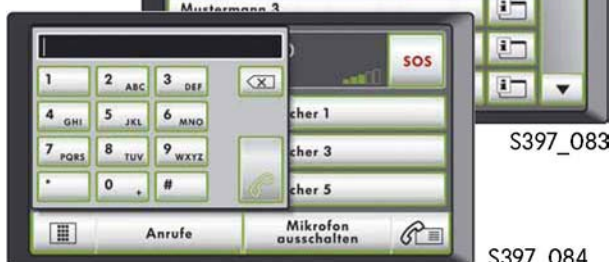 Mustermann 3
SOS
1
2 ABC
3 DEF
4 GHI
5 JKL
6 MNO
7 PQRS
8 TUV
9 WXYZ
*
0 +
#
cher 1
cher 3
cher 5
Anrufe
Mikrofon
ausschalten
S397_083
S397_084